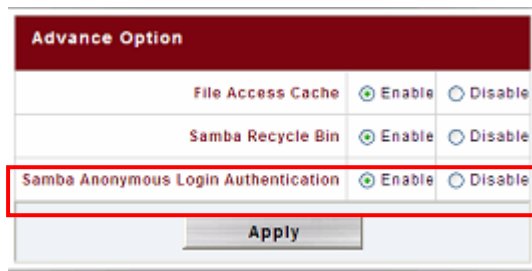 Advance Option
File Access Cache Enable Disable
Samba Recycle Bin Enable Disable
Samba Anonymous Login Authentication Enable Disable
Apply